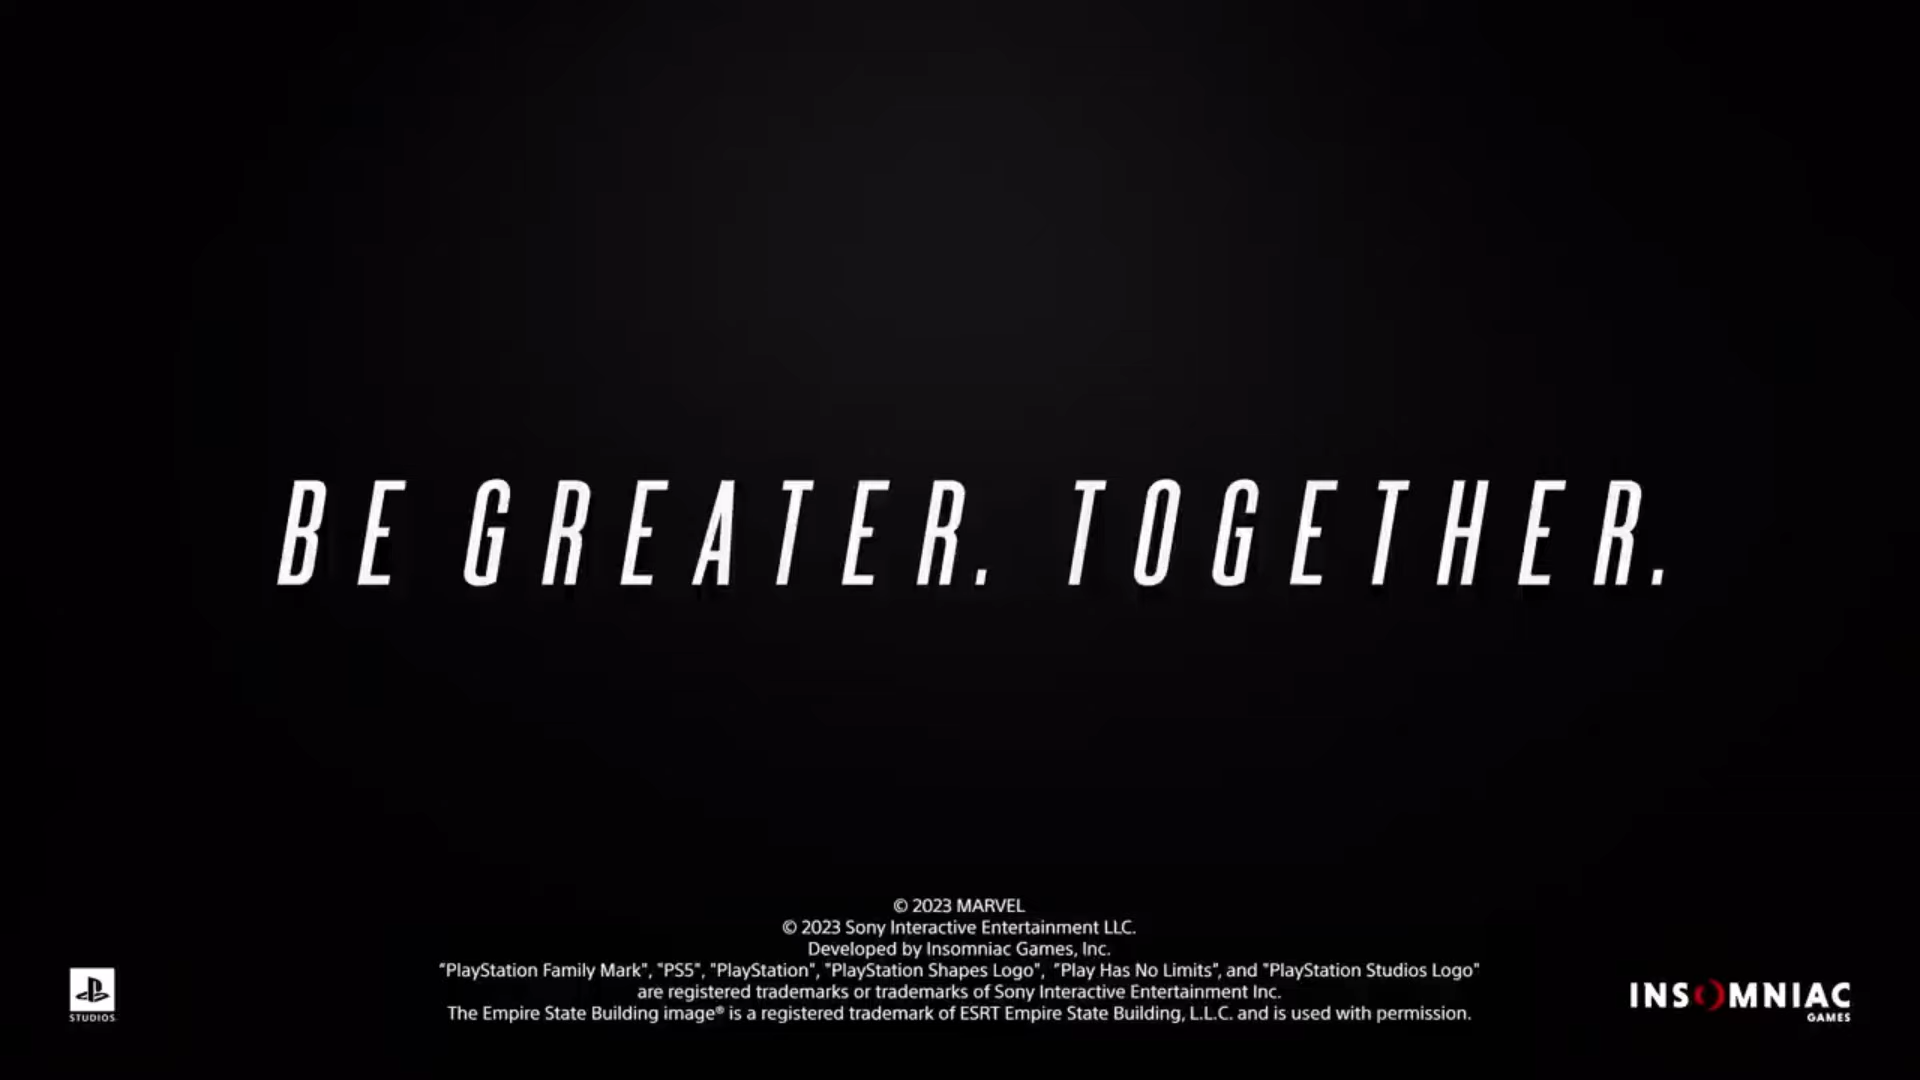 BE GREATER. TOGETHER.
© 2023 MARVEL
© 2023 Sony Interactive Entertainment LLC.
Developed by Insomniac Games, Inc.
"PlayStation Family Mark", "PS5", "PlayStation", "PlayStation Shapes Logo", "Play Has No Limits", and "PlayStation Studios Logo"
are registered trademarks or trademarks of Sony Interactive Entertainment Inc.
The Empire State Building image® is a registered trademark of ESRT Empire State Building, L.L.C. and is used with permission.
STUDIOS
INSOMNIAC
GAMES